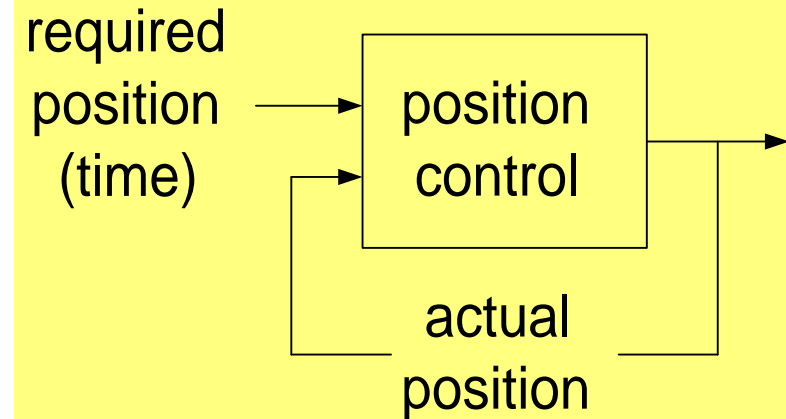 required
position
(time)
position
control
actual
position